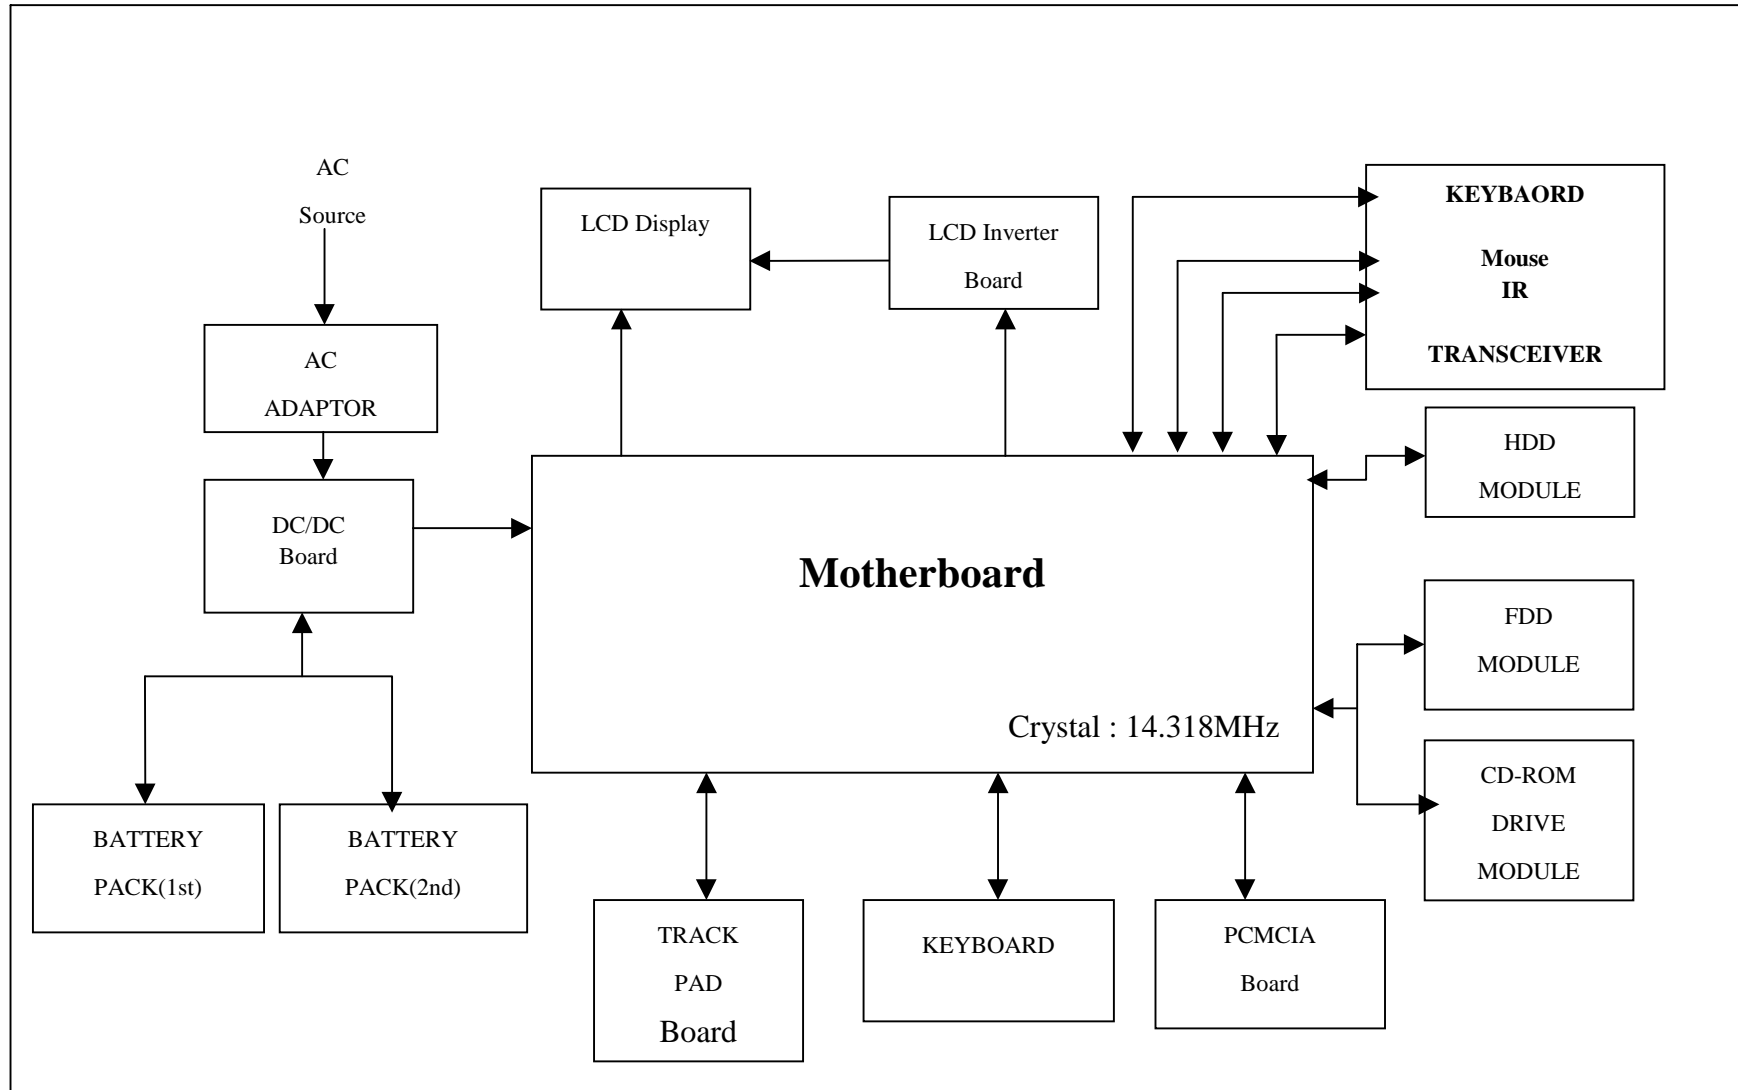 AC
Source
AC
ADAPTOR
DC/DC
Board
BATTERY
PACK(1st)
BATTERY
PACK(2nd)
LCD Display
LCD Inverter
Board
KEYBAORD
Mouse
IR
TRANSCEIVER
HDD
MODULE
Motherboard
Crystal : 14.318MHz
FDD
MODULE
CD-ROM
DRIVE
MODULE
TRACK
PAD
Board
KEYBOARD
PCMCIA
Board